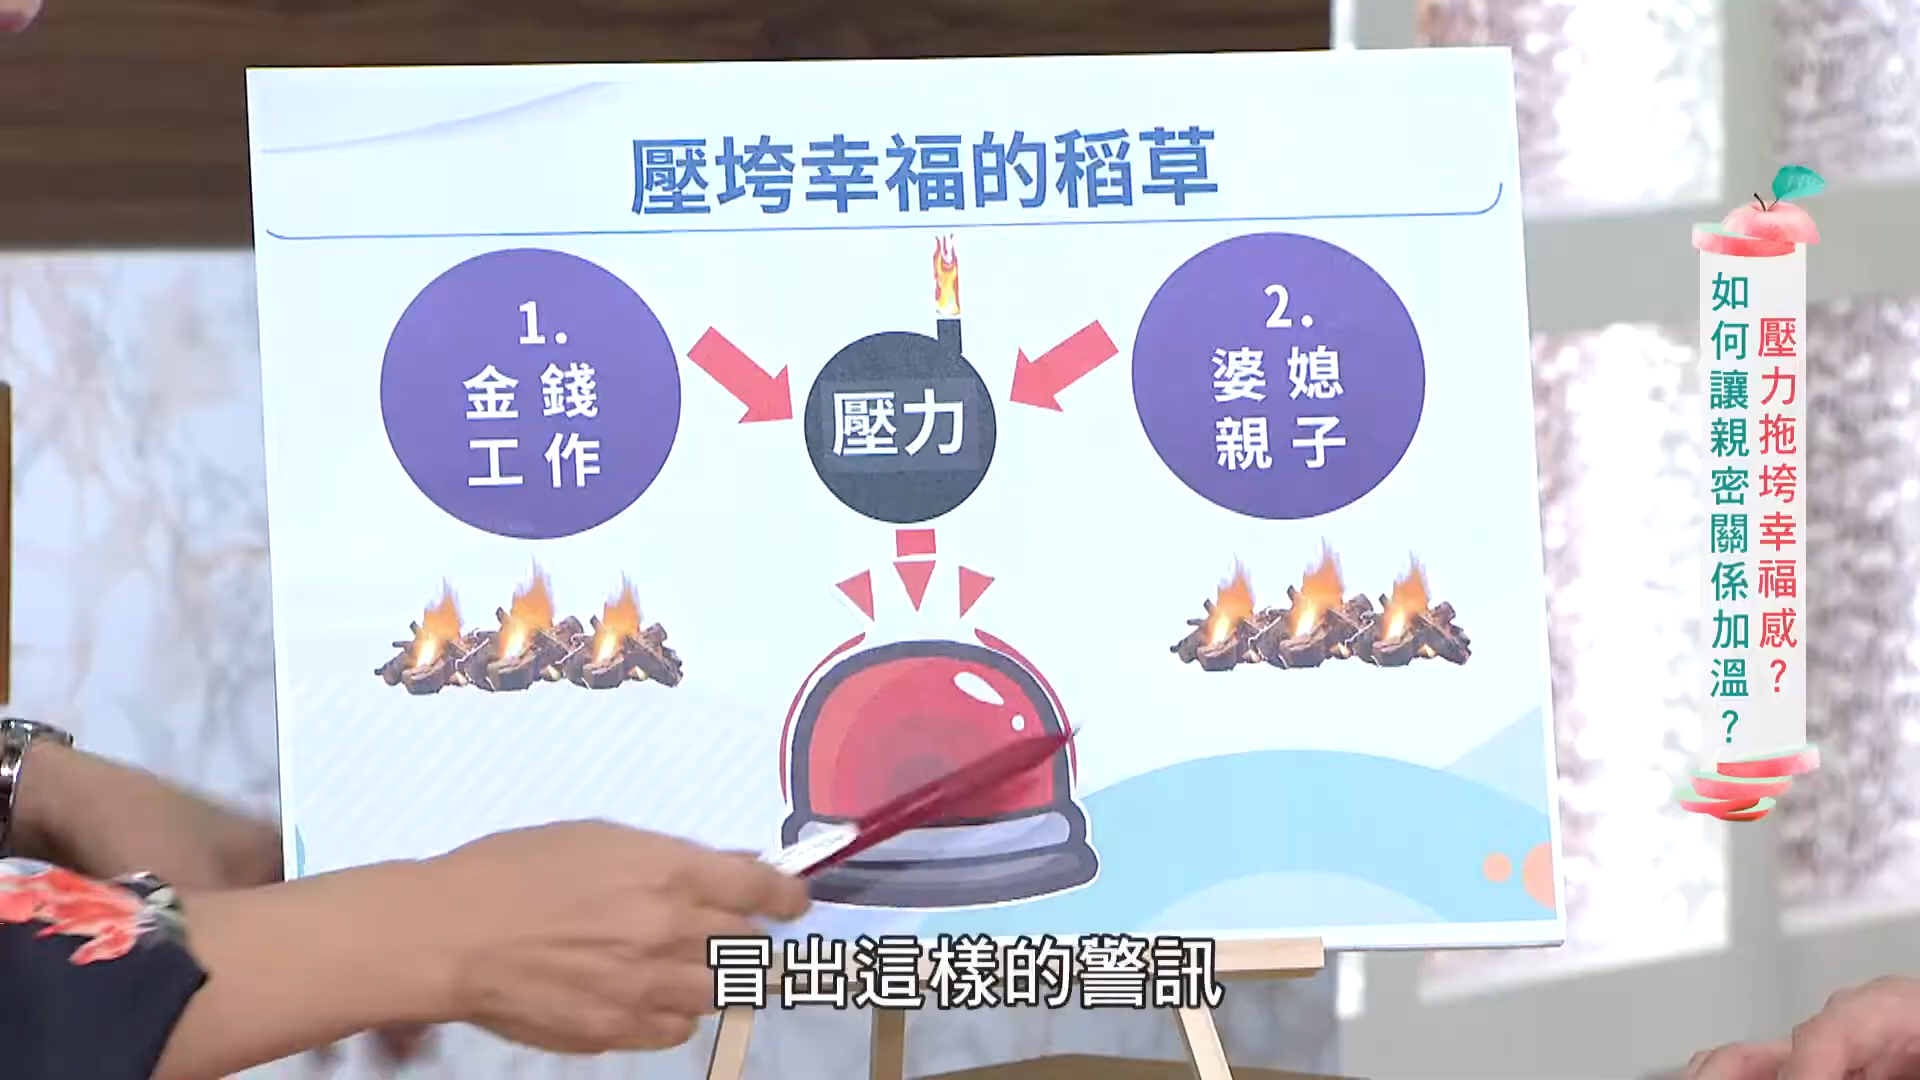 壓垮幸福的稻草
1.
金錢
工作
壓力
2.
婆媳
親子
壓力拖垮幸福感？
如何讓親密關係加溫？
冒出這樣的警訊